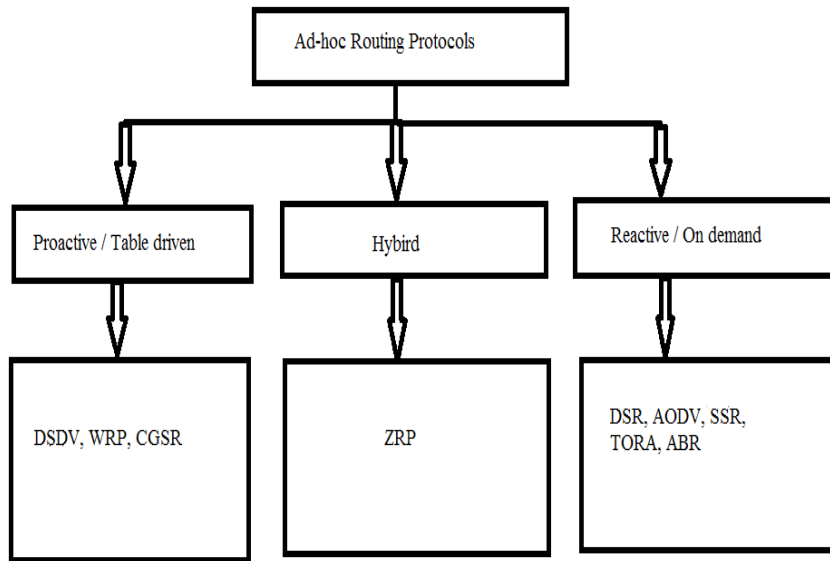 Ad-hoc Routing Protocols
Proactive / Table driven
Hybird
Reactive / On demand
DSDV, WRP, CGSR
ZRP
DSR, AODV, SSR,
TORA, ABR